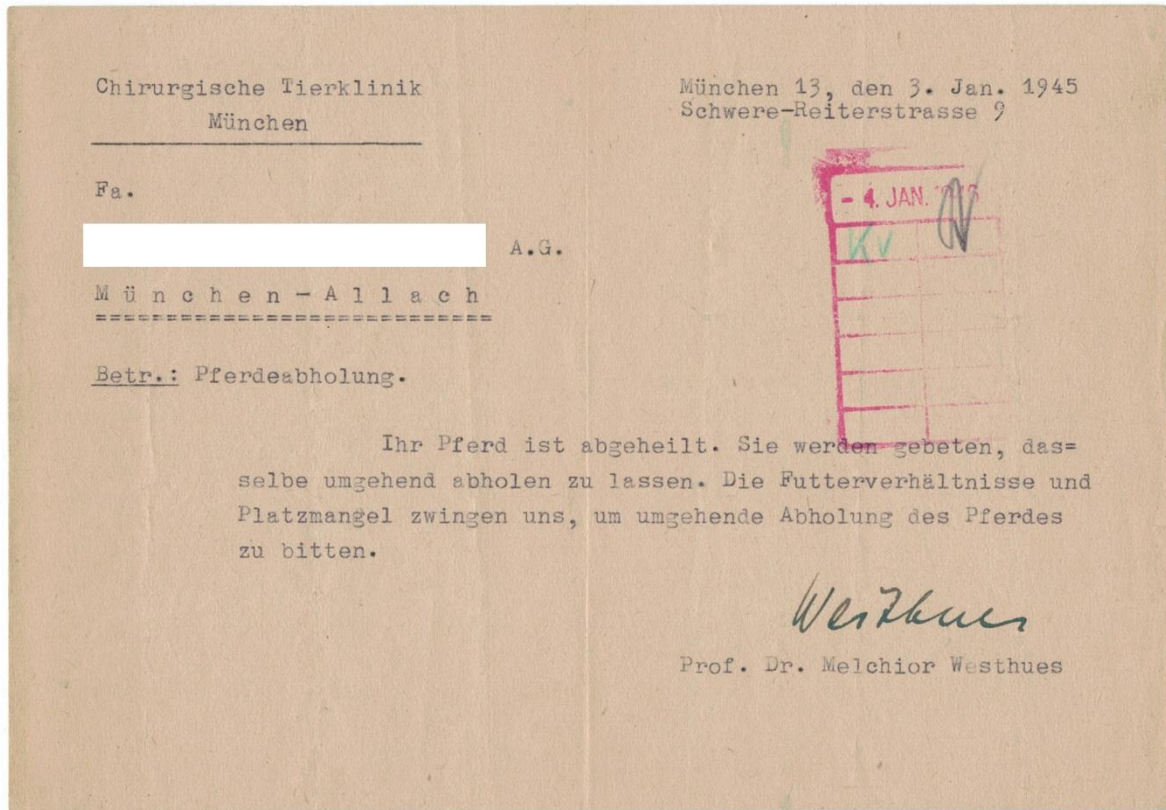 Chirurgische Tierklinik
München
München 13, den 3. Jan. 1945
Schwere-Reiterstrasse 9
Fa.
A.G.
München-Allach
- 4. JAN.
Kv
Betr.: Pferdeabholung.
Ihr Pferd ist abgeheilt. Sie werden gebeten, das=
selbe umgehend abholen zu lassen. Die Futterverhältnisse und
Platzmangel zwingen uns, um umgehende Abholung des Pferdes
zu bitten.
Westhues
Prof. Dr. Melchior Westhues